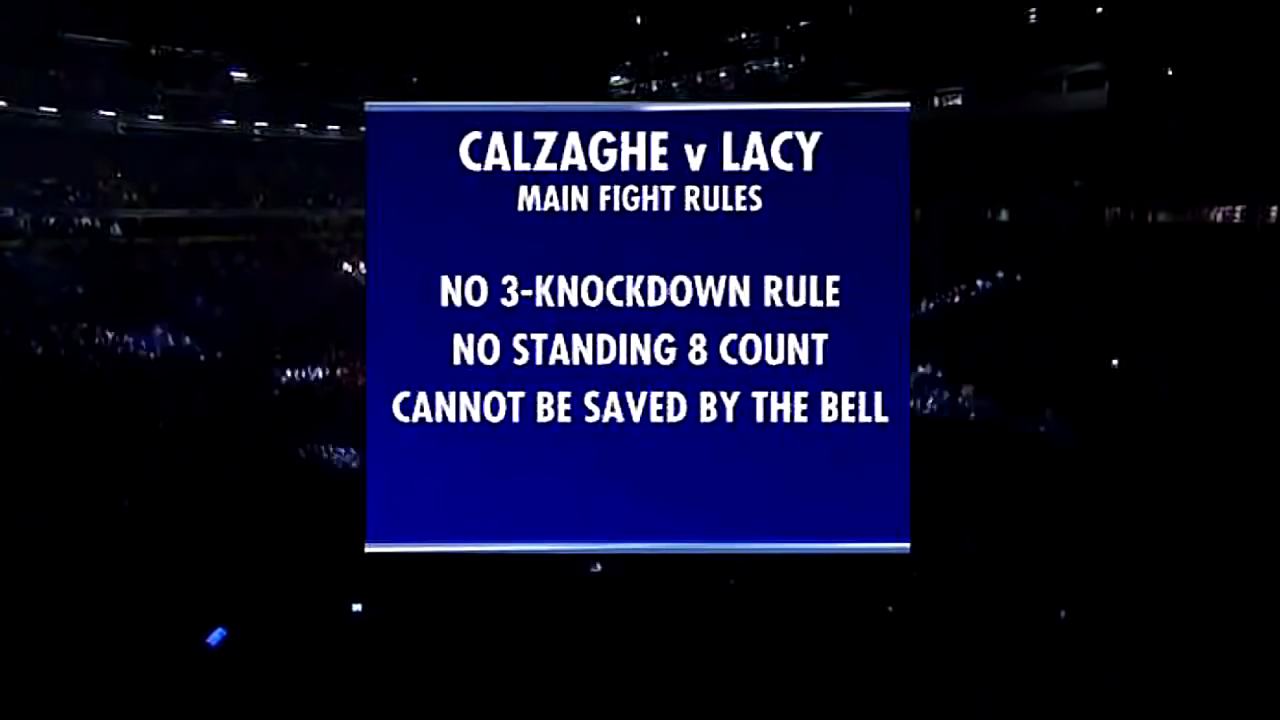 CALZAGHE v LACY
MAIN FIGHT RULES
NO 3-KNOCKDOWN RULE
NO STANDING 8 COUNT
CANNOT BE SAVED BY THE BELL